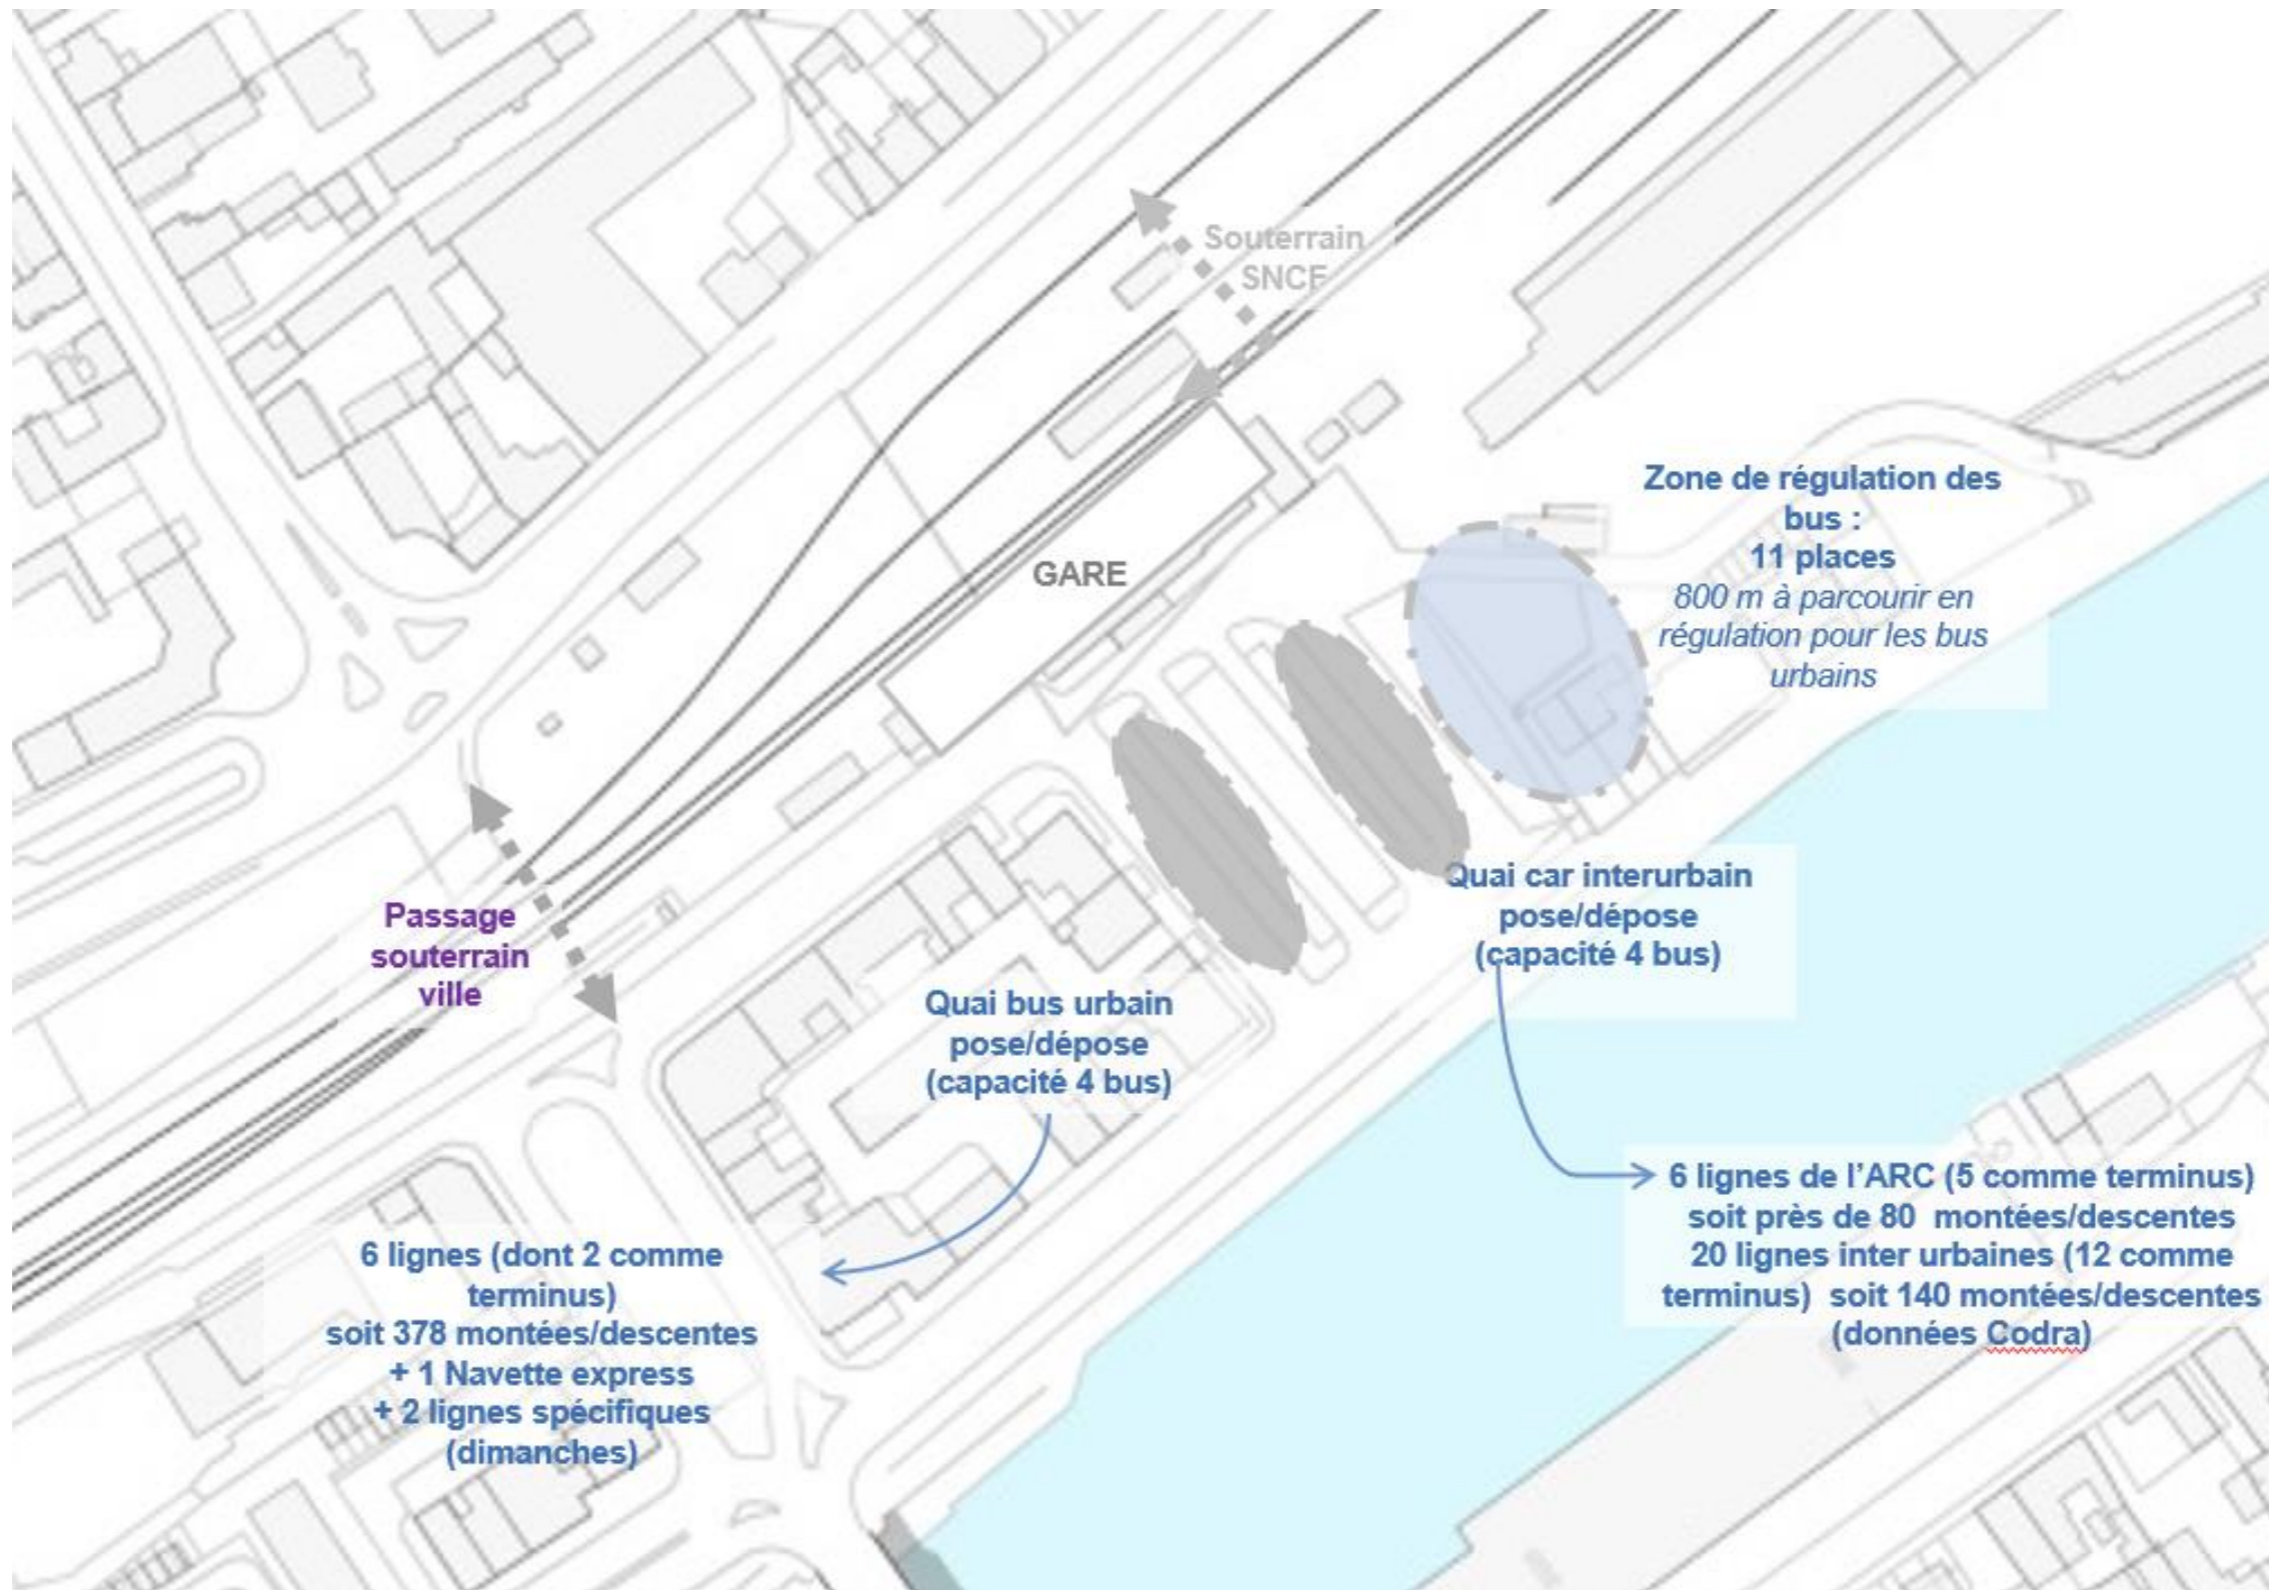 Souterrain
SNCF
GARE
Zone de régulation des
bus :
11 places
800 m à parcourir en
régulation pour les bus
urbains
Passage
souterrain
ville
Quai car interurbain
pose/dépose
(capacité 4 bus)
Quai bus urbain
pose/dépose
(capacité 4 bus)
6 lignes de l’ARC (5 comme terminus)
soit près de 80 montées/descentes
20 lignes inter urbaines (12 comme
terminus) soit 140 montées/descentes
(données Codra)
6 lignes (dont 2 comme
terminus)
soit 378 montées/descentes
+ 1 Navette express
+ 2 lignes spécifiques
(dimanches)